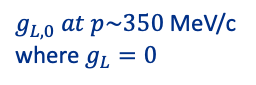 g_{L,0} at p~350 MeV/c
where g_L = 0